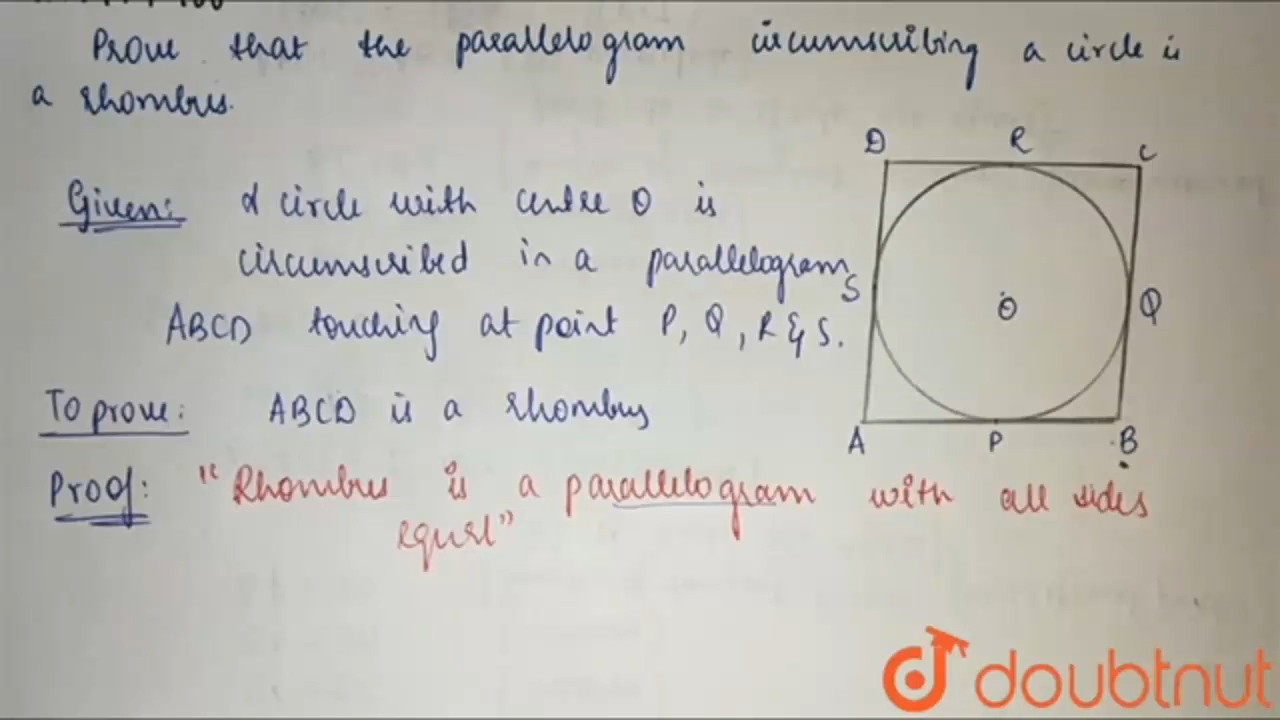 Prove that the parallelogram circumscribing a circle is
a rhombus.
D R C
Given: A circle with centre O is
circumscribed in a parallelogram
S O Q
ABCD touching at point P, Q, R & S.
To prove: ABCD is a rhombus
A P B
Proof: "Rhombus is a parallelogram with all sides
equal"
doubtnut